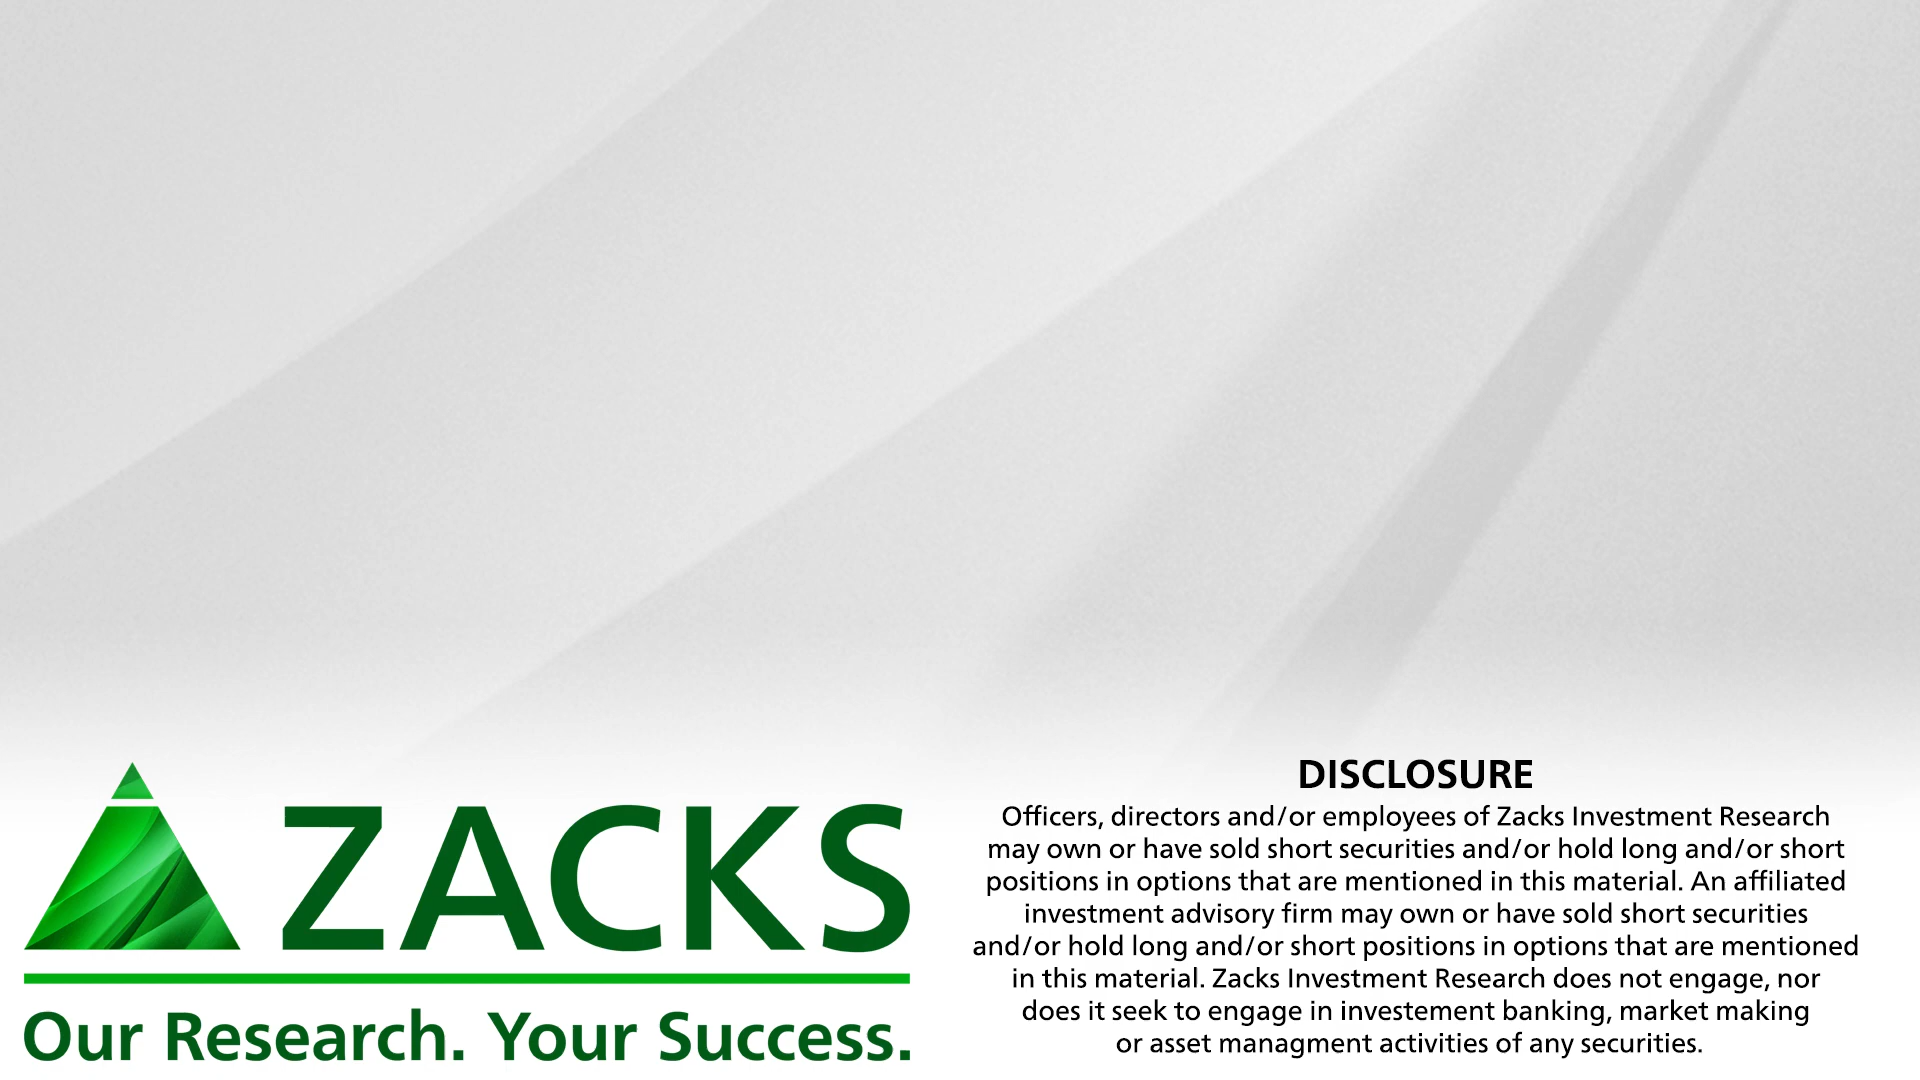 ZACKS
Our Research. Your Success.
DISCLOSURE
Officers, directors and/or employees of Zacks Investment Research
may own or have sold short securities and/or hold long and/or short
positions in options that are mentioned in this material. An affiliated
investment advisory firm may own or have sold short securities
and/or hold long and/or short positions in options that are mentioned
in this material. Zacks Investment Research does not engage, nor
does it seek to engage in investement banking, market making
or asset managment activities of any securities.